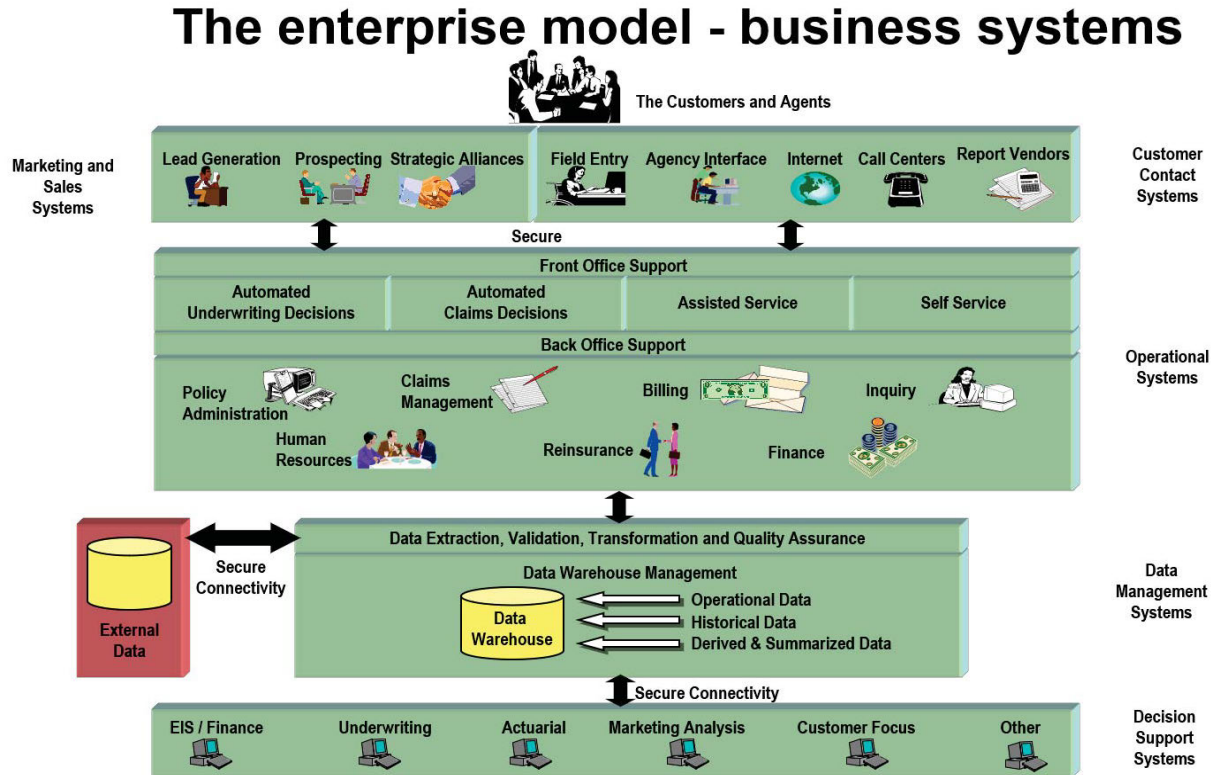 The enterprise model - business systems
The Customers and Agents
Marketing and
Sales
Systems
Lead Generation
Prospecting
Strategic Alliances
Field Entry
Agency Interface
Internet
Call Centers
Report Vendors
Customer
Contact
Systems
Secure
Front Office Support
Automated
Underwriting Decisions
Automated
Claims Decisions
Assisted Service
Self Service
Back Office Support
Operational
Systems
Policy
Administration
Claims
Management
Billing
Inquiry
Human
Resources
Reinsurance
Finance
External
Data
Secure
Connectivity
Data Extraction, Validation, Transformation and Quality Assurance
Data Warehouse Management
Data
Warehouse
Operational Data
Historical Data
Derived & Summarized Data
Data
Management
Systems
Secure Connectivity
EIS / Finance
Underwriting
Actuarial
Marketing Analysis
Customer Focus
Other
Decision
Support
Systems